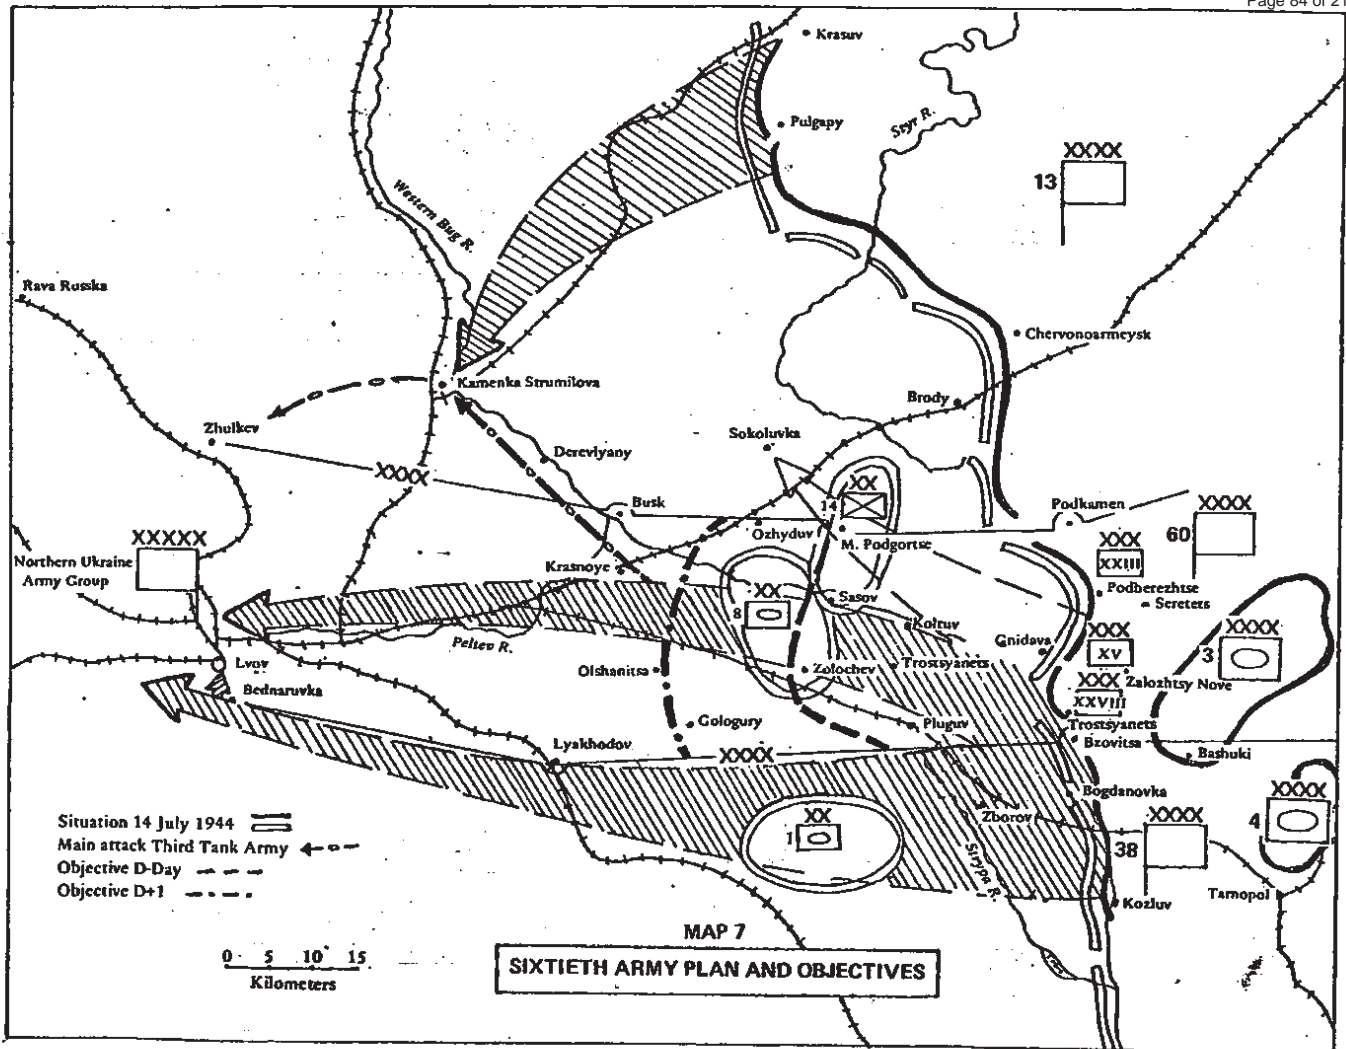 Page 84 of 21
Krasuv
Pulgapy
Styr R.
XXXX
13
Western Bug R.
Rava Russka
Chervonoarmeysk
Kamenka Strumilova
Brody
Zhulkev
Sokoluvka
Derevlyany
XXXX
XX
14
Busk
Podkamen
XXXX
60
Ozhyduv
M. Podgortse
XXXXX
Northern Ukraine
Army Group
XXX
XXIII
Krasnoye
Podberezhtse
Seretets
XX
8
Sasov
Koltuv
XXX
XV
XXXX
3
Gnidava
Peltev R.
Lvov
Olshanitsa
Zolochev
Trostsyanets
Zalozhtsy Nove
XXX
XXVIII
Bednaruvka
Gologury
Pluguv
Trostsyanets
Bzovitsa
Lyakhodov
XXXX
Bashuki
Bogdanovka
XXXX
4
XX
1
Zborov
XXXX
38
Strypa R.
Situation 14 July 1944
Main attack Third Tank Army
Objective D-Day
Objective D+1
Kozluv
Tarnopol
MAP 7
0 5 10 15
Kilometers
SIXTIETH ARMY PLAN AND OBJECTIVES